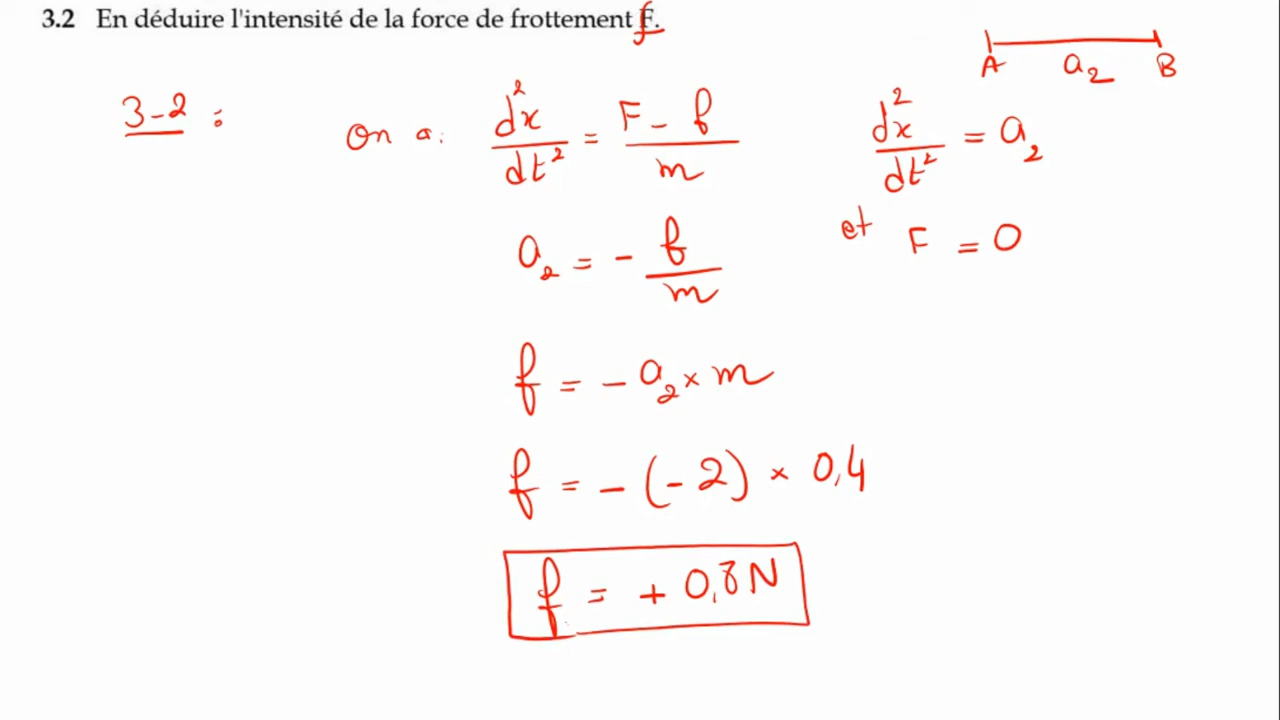 3.2 En déduire l'intensité de la force de frottement f.
A a₂ B
3-2 : On a: d²x/dt² = (F - f)/m
d²x/dt² = a₂
a₂ = - f/m
et F = 0
f = - a₂ × m
f = - (-2) × 0,4
f = + 0,8 N